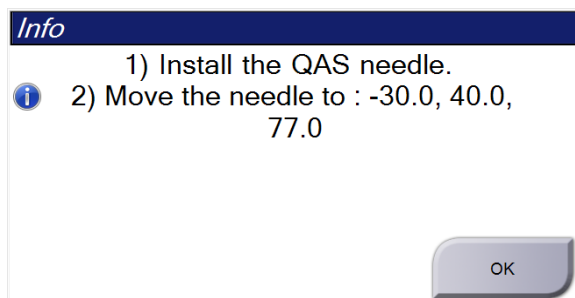 Info
1) Install the QAS needle.
2) Move the needle to : -30.0, 40.0,
77.0
OK